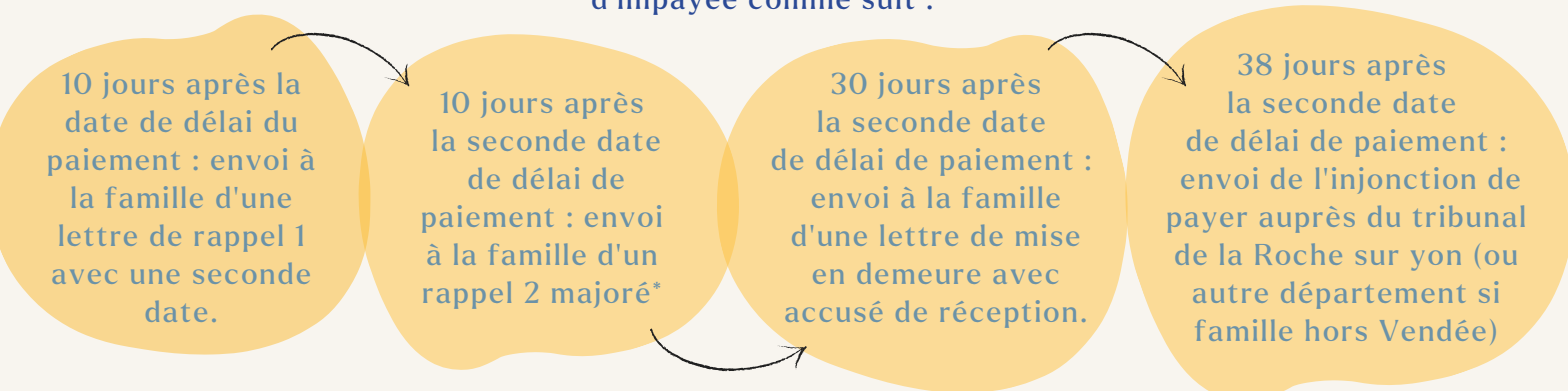 d'impayée comme suit :
10 jours après la
date de délai du
paiement : envoi à
la famille d'une
lettre de rappel 1
avec une seconde
date.
10 jours après
la seconde date
de délai de
paiement : envoi
à la famille d'un
rappel 2 majoré*
30 jours après
la seconde date
de délai de paiement :
envoi à la famille
d'une lettre de mise
en demeure avec
accusé de réception.
38 jours après
la seconde date
de délai de paiement :
envoi de l'injonction de
payer auprès du tribunal
de la Roche sur yon (ou
autre département si
famille hors Vendée)